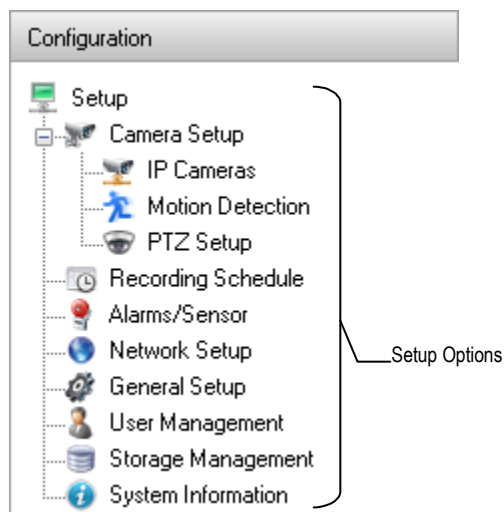 Configuration
Setup
Camera Setup
IP Cameras
Motion Detection
PTZ Setup
Recording Schedule
Alarms/Sensor
Network Setup
Setup Options
General Setup
User Management
Storage Management
System Information